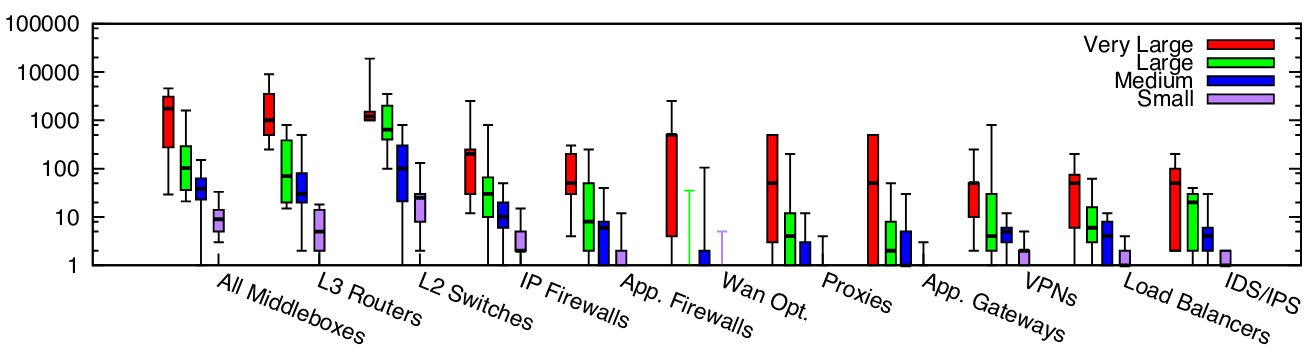 100000
10000
1000
100
10
1
Very Large
Large
Medium
Small
All Middleboxes
L3 Routers
L2 Switches
IP Firewalls
App. Firewalls
Wan Opt.
Proxies
App. Gateways
VPNs
Load Balancers
IDS/IPS